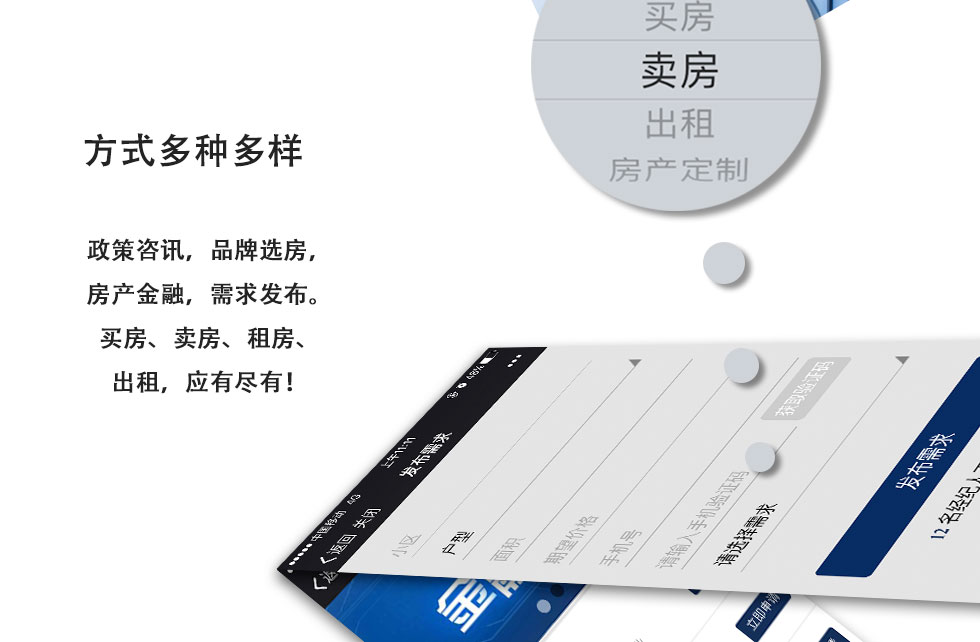 买房
卖房
出租
房产定制
方式多种多样
政策咨讯，品牌选房，
房产金融，需求发布。
买房、卖房、租房、
出租，应有尽有！
中国移动 4G 上午11:11 48%
返回 关闭 发布需求
小区
户型
面积
期望价格
手机号
请输入手机验证码 获取验证码
请选择需求
发布需求
12 名经纪人
返
金融
立即申请